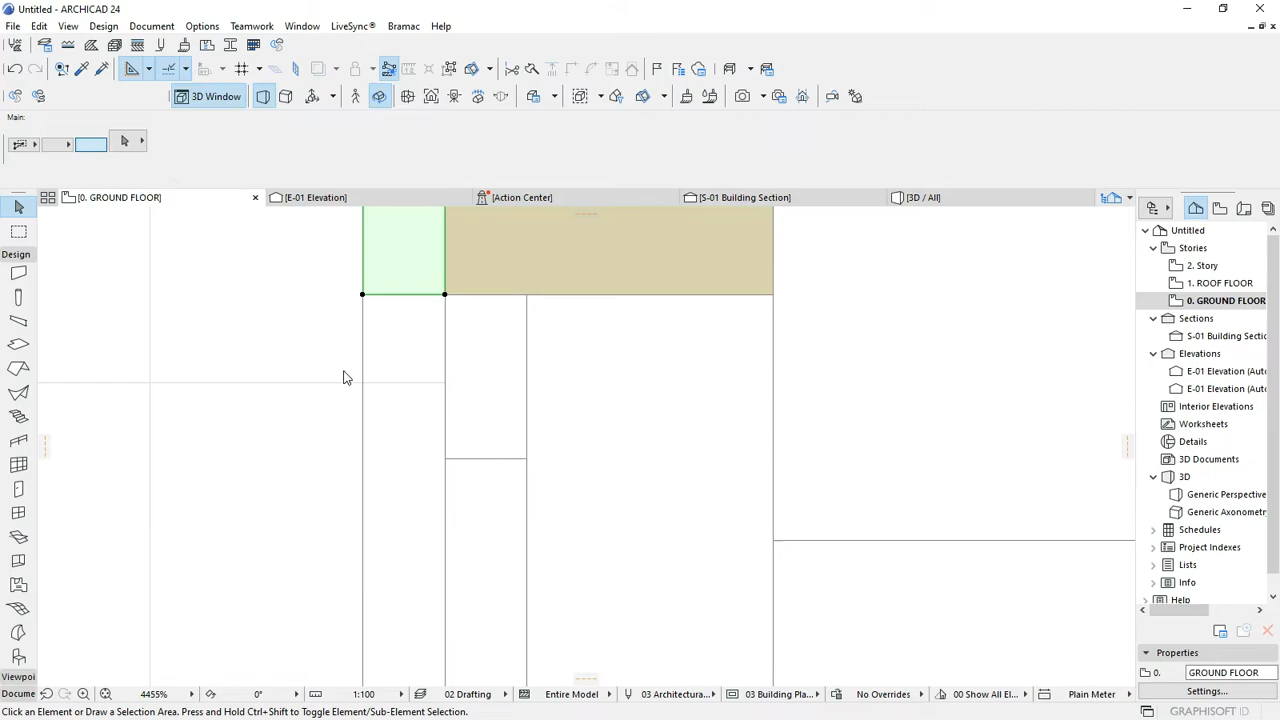 Untitled - ARCHICAD 24
File Edit View Design Document Options Teamwork Window LiveSync® Bramac Help
3D Window
Main:
[0. GROUND FLOOR] [E-01 Elevation] [Action Center] [S-01 Building Section] [3D / All]
Design
Viewpoi
Docume
Untitled
Stories
2. Story
1. ROOF FLOOR
0. GROUND FLOOR
Sections
S-01 Building Sectio
Elevations
E-01 Elevation (Aut
E-01 Elevation (Aut
Interior Elevations
Worksheets
Details
3D Documents
3D
Generic Perspective
Generic Axonometr
Schedules
Project Indexes
Lists
Info
Help
Properties
0. GROUND FLOOR
Settings...
4455% 0° 1:100 02 Drafting Entire Model 03 Architectura... 03 Building Pla... No Overrides 00 Show All El... Plain Meter
Click an Element or Draw a Selection Area. Press and Hold Ctrl+Shift to Toggle Element/Sub-Element Selection.
GRAPHISOFT ID